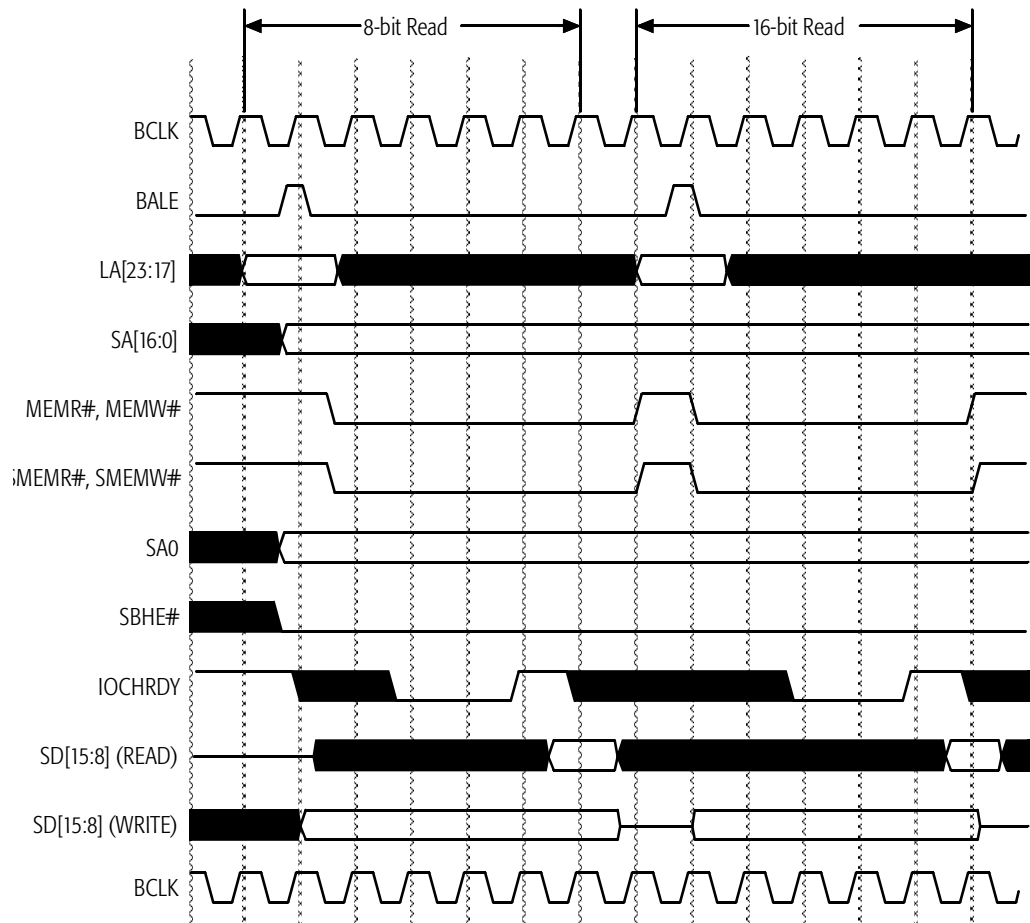 8-bit Read
16-bit Read
BCLK
BALE
LA[23:17]
SA[16:0]
MEMR#, MEMW#
SMEMR#, SMEMW#
SA0
SBHE#
IOCHRDY
SD[15:8] (READ)
SD[15:8] (WRITE)
BCLK